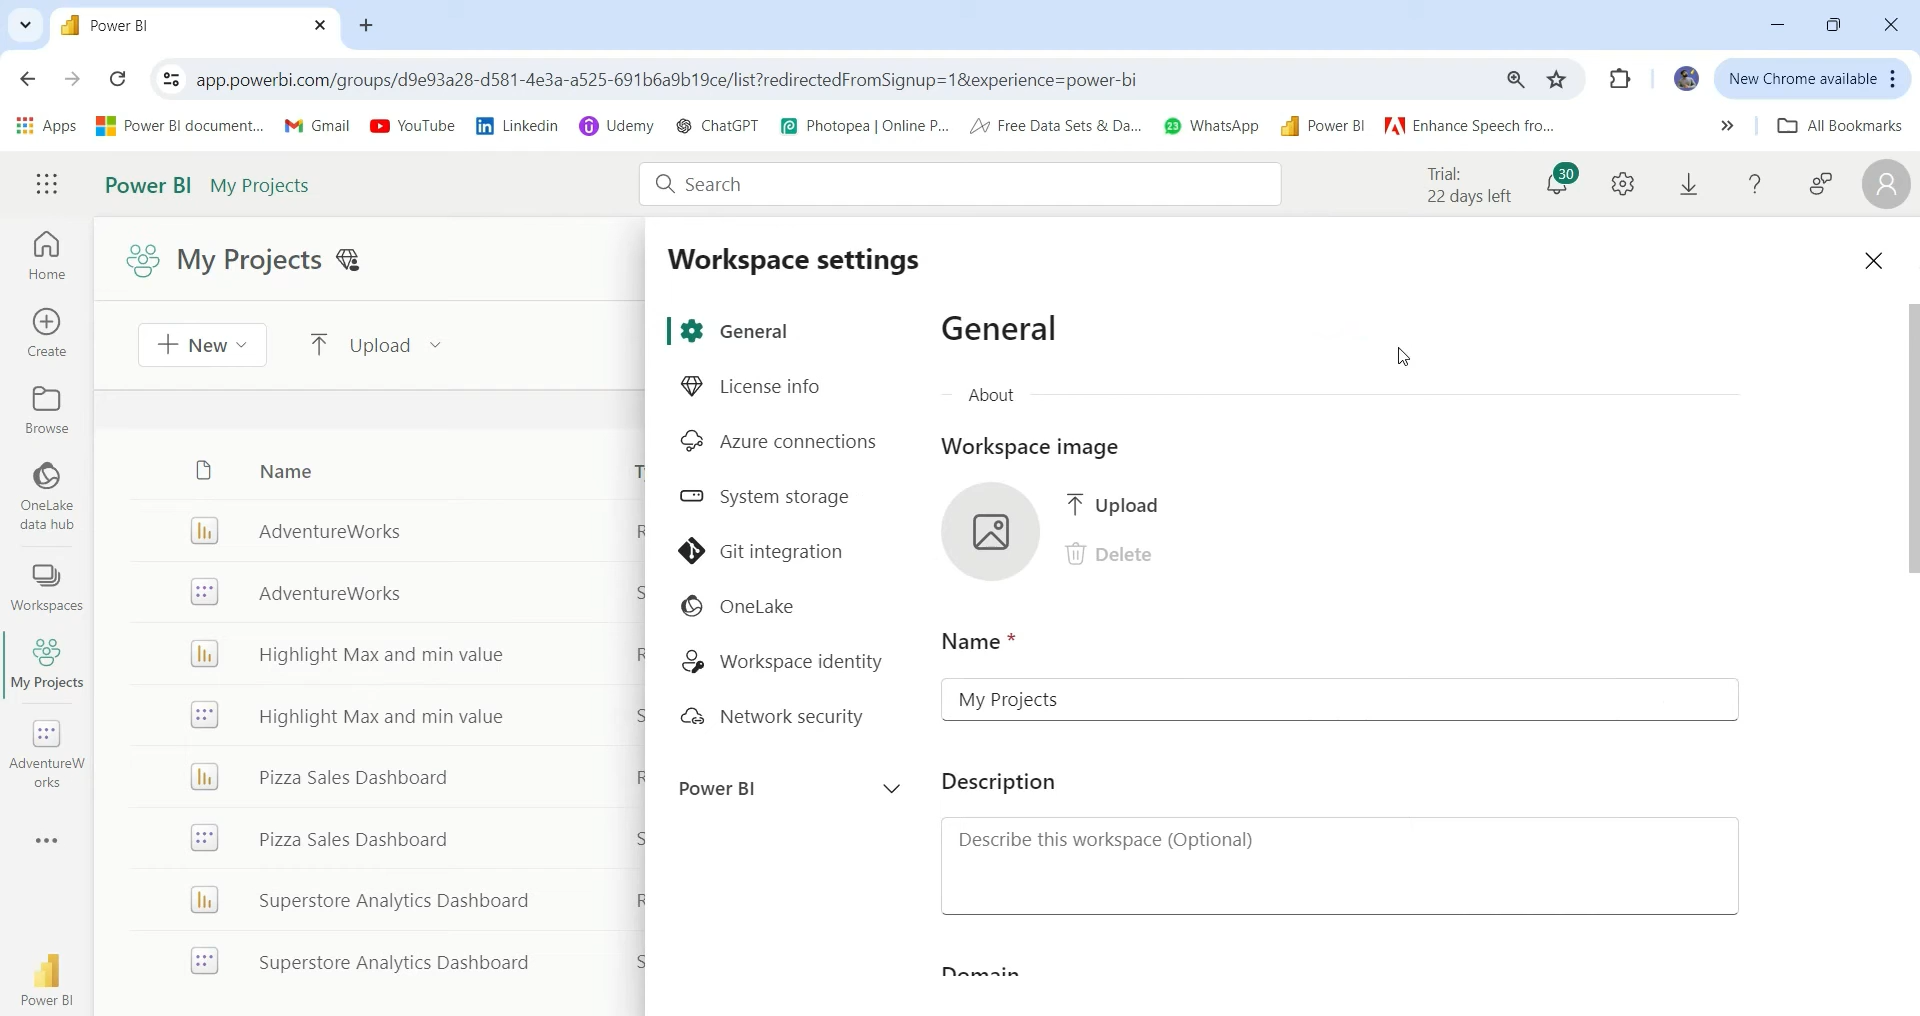 Power BI
app.powerbi.com/groups/d9e93a28-d581-4e3a-a525-691b6a9b19ce/list?redirectedFromSignup=1&experience=power-bi
New Chrome available
Apps
Power BI document...
Gmail
YouTube
Linkedin
Udemy
ChatGPT
Photopea | Online P...
Free Data Sets & Da...
23
WhatsApp
Power BI
Enhance Speech fro...
All Bookmarks
Power BI
My Projects
Search
Trial:
22 days left
30
Home
Create
Browse
OneLake
data hub
Workspaces
My Projects
AdventureW
orks
Power BI
My Projects
New
Upload
Name
T
AdventureWorks
R
AdventureWorks
S
Highlight Max and min value
R
Highlight Max and min value
S
Pizza Sales Dashboard
R
Pizza Sales Dashboard
S
Superstore Analytics Dashboard
R
Superstore Analytics Dashboard
S
Workspace settings
General
License info
Azure connections
System storage
Git integration
OneLake
Workspace identity
Network security
Power BI
General
About
Workspace image
Upload
Delete
Name *
My Projects
Description
Describe this workspace (Optional)
Domain